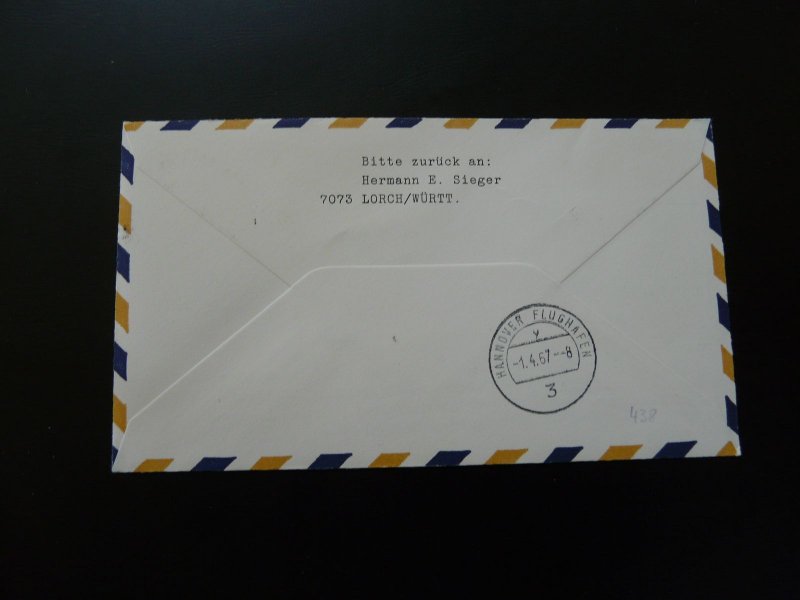 Bitte zurück an:
Hermann E. Sieger
7073 LORCH/WÜRTT.
HANNOVER FLUGHAFEN
y
-1.4.67--8
3
438